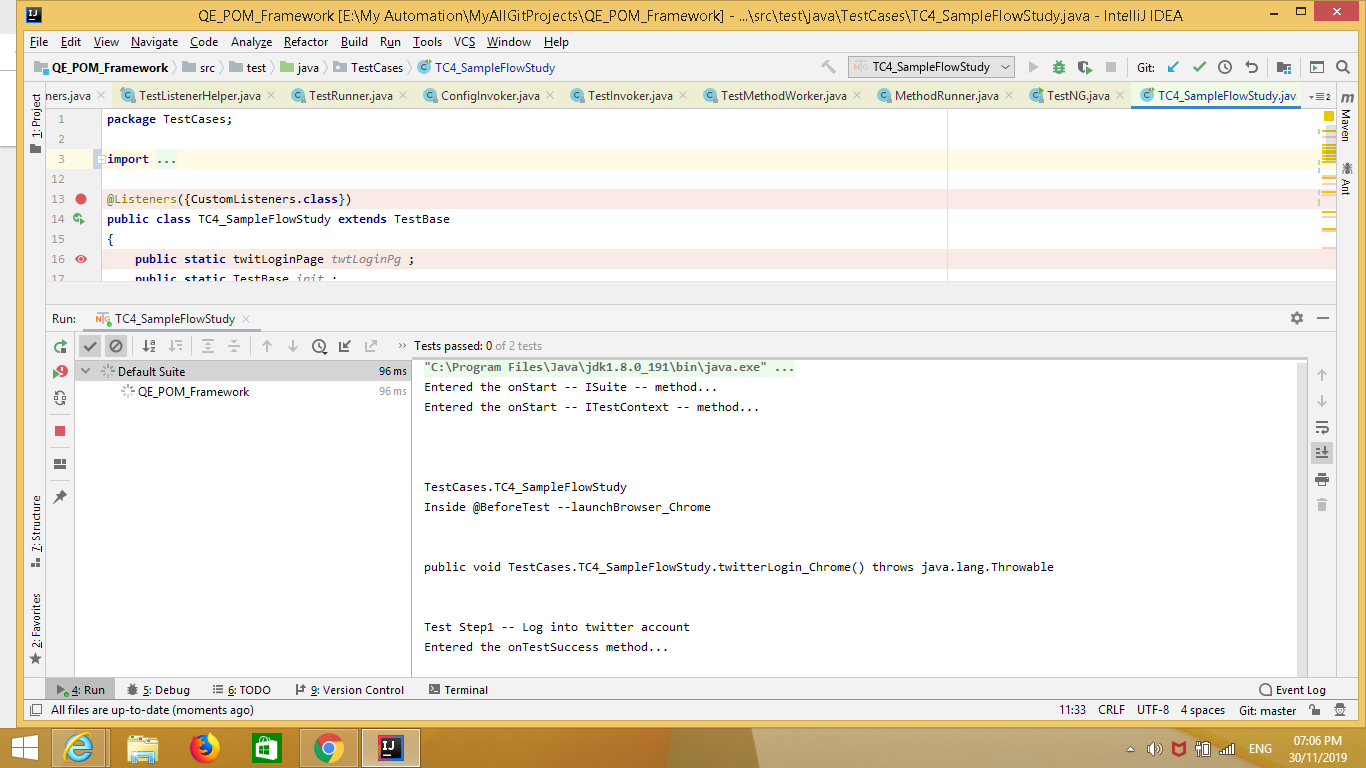 QE_POM_Framework [E:\My Automation\MyAllGitProjects\QE_POM_Framework] - ...\src\test\java\TestCases\TC4_SampleFlowStudy.java - IntelliJ IDEA
File Edit View Navigate Code Analyze Refactor Build Run Tools VCS Window Help
QE_POM_Framework src test java TestCases TC4_SampleFlowStudy TC4_SampleFlowStudy Git:
ners.java TestListenerHelper.java TestRunner.java ConfigInvoker.java TestInvoker.java TestMethodWorker.java MethodRunner.java TestNG.java TC4_SampleFlowStudy.jav 2
1: Project
Maven
Ant
1 package TestCases;
2
3 import ...
12
13 @Listeners({CustomListeners.class})
14 public class TC4_SampleFlowStudy extends TestBase
15 {
16 public static twitLoginPage twtLoginPg ;
17 public static TestBase init ;
Run: TC4_SampleFlowStudy
Tests passed: 0 of 2 tests
Default Suite 96 ms
QE_POM_Framework 96 ms
"C:\Program Files\Java\jdk1.8.0_191\bin\java.exe" ...
Entered the onStart -- ISuite -- method...
Entered the onStart -- ITestContext -- method...
TestCases.TC4_SampleFlowStudy
Inside @BeforeTest --launchBrowser_Chrome
public void TestCases.TC4_SampleFlowStudy.twitterLogin_Chrome() throws java.lang.Throwable
Test Step1 -- Log into twitter account
Entered the onTestSuccess method...
7: Structure
2: Favorites
4: Run 5: Debug 6: TODO 9: Version Control Terminal Event Log
All files are up-to-date (moments ago) 11:33 CRLF UTF-8 4 spaces Git: master
ENG
07:06 PM
30/11/2019